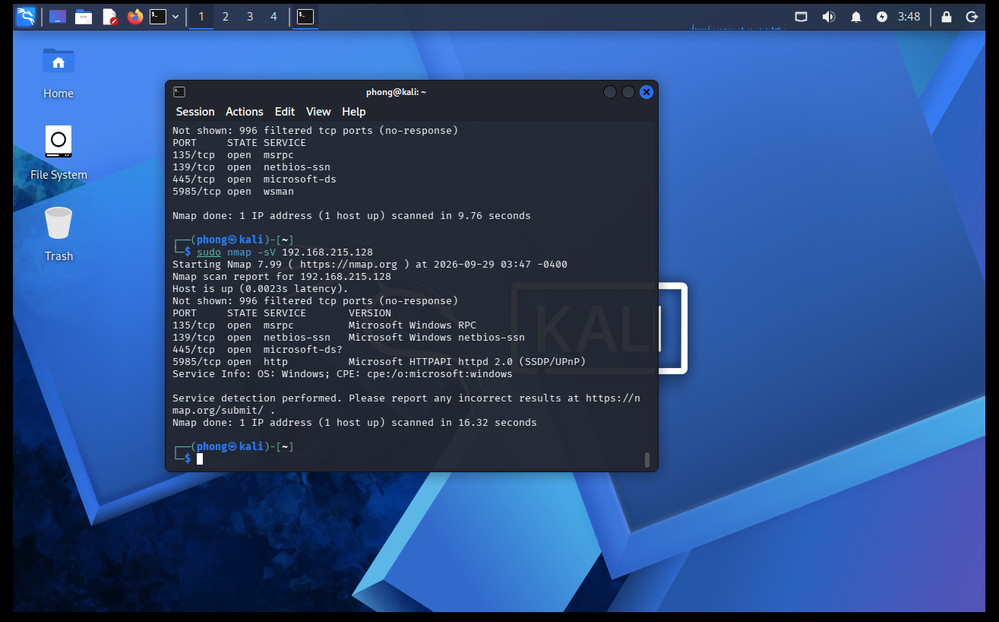 1 2 3 4
3:48
Home
File System
Trash
phong@kali: ~
Session Actions Edit View Help
Not shown: 996 filtered tcp ports (no-response)
PORT     STATE SERVICE
135/tcp  open  msrpc
139/tcp  open  netbios-ssn
445/tcp  open  microsoft-ds
5985/tcp open  wsman
Nmap done: 1 IP address (1 host up) scanned in 9.76 seconds
┌──(phong㉿kali)-[~]
└─$ sudo nmap -sV 192.168.215.128
Starting Nmap 7.99 ( https://nmap.org ) at 2026-09-29 03:47 -0400
Nmap scan report for 192.168.215.128
Host is up (0.0023s latency).
Not shown: 996 filtered tcp ports (no-response)
PORT     STATE SERVICE       VERSION
135/tcp  open  msrpc         Microsoft Windows RPC
139/tcp  open  netbios-ssn   Microsoft Windows netbios-ssn
445/tcp  open  microsoft-ds?
5985/tcp open  http          Microsoft HTTPAPI httpd 2.0 (SSDP/UPnP)
Service Info: OS: Windows; CPE: cpe:/o:microsoft:windows
Service detection performed. Please report any incorrect results at https://n
map.org/submit/ .
Nmap done: 1 IP address (1 host up) scanned in 16.32 seconds
┌──(phong㉿kali)-[~]
└─$
KALI